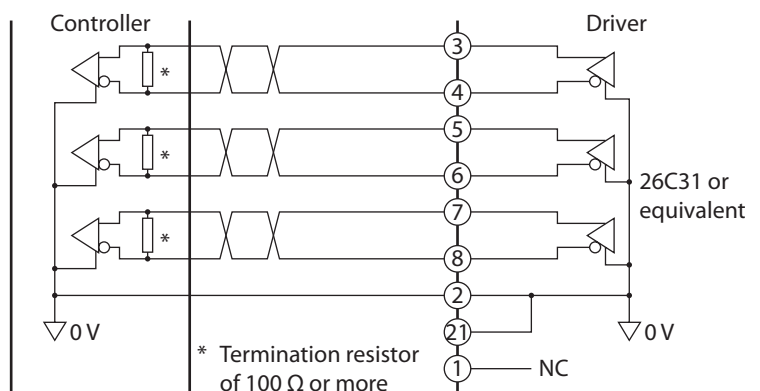 Controller
Driver
3
*
4
5
*
6
26C31 or
equivalent
7
*
8
2
0 V
21
0 V
* Termination resistor
of 100 Ω or more
1
NC